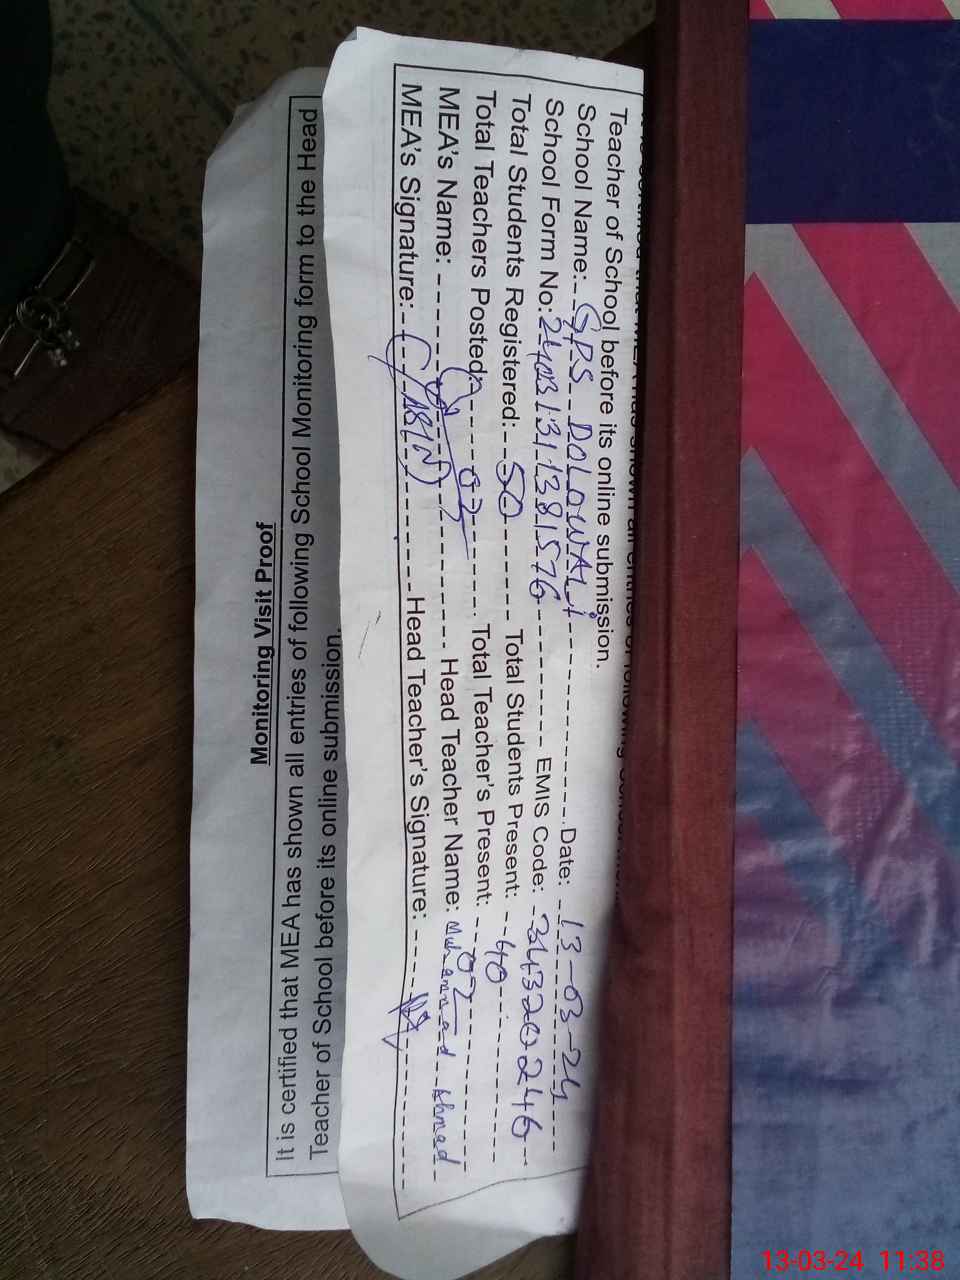 Teacher of School before its online submission.
School Name: GPS DOLOWALI Date: 13-03-24
School Form No: 24031311381576 EMIS Code: 34320246
Total Students Registered: 50 Total Students Present: 40
Total Teachers Posted: 02 Total Teacher's Present: 02
MEA's Name: Head Teacher Name: Muhammad Ahmad
MEA's Signature: (YASIN) Head Teacher's Signature:
Monitoring Visit Proof
It is certified that MEA has shown all entries of following School Monitoring form to the Head
Teacher of School before its online submission.
13-03-24 11:38